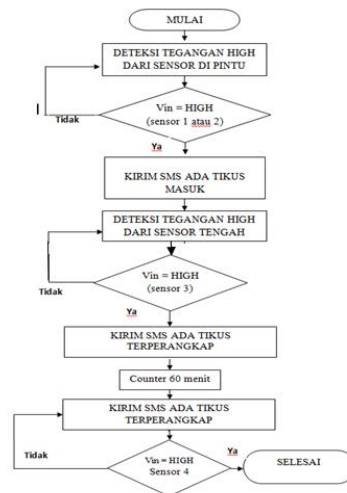 MULAI
DETEKSI TEGANGAN HIGH
DARI SENSOR DI PINTU
Vin = HIGH
(sensor 1 atau 2)
Tidak
Ya
KIRIM SMS ADA TIKUS
MASUK
DETEKSI TEGANGAN HIGH
DARI SENSOR TENGAH
Vin = HIGH
(sensor 3)
Tidak
Ya
KIRIM SMS ADA TIKUS
TERPERANGKAP
Counter 60 menit
KIRIM SMS ADA TIKUS
TERPERANGKAP
Tidak
Vin = HIGH
Sensor 4
Ya
SELESAI